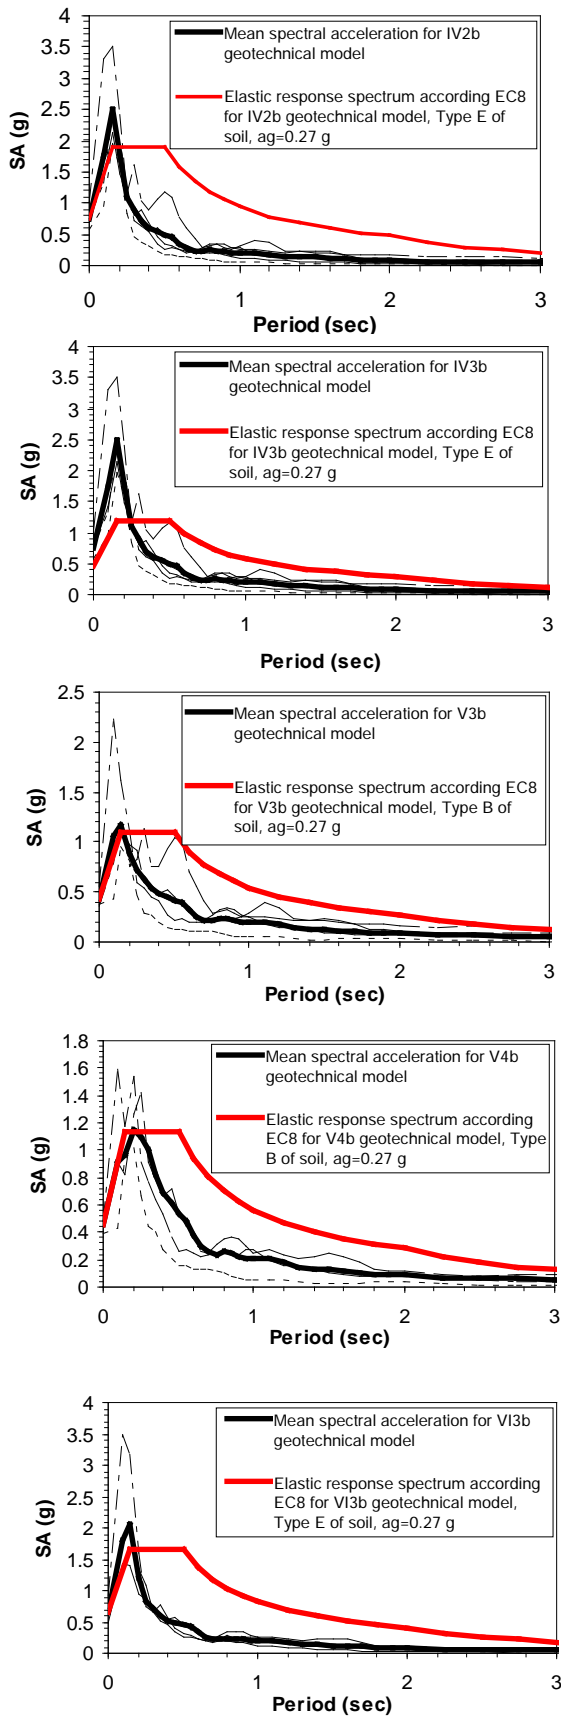 4
3.5
3
2.5
2
1.5
1
0.5
0
SA (g)
Mean spectral acceleration for IV2b
geotechnical model
Elastic response spectrum according EC8
for IV2b geotechnical model, Type E of
soil, ag=0.27 g
0 1 2 3
Period (sec)
4
3.5
3
2.5
2
1.5
1
0.5
0
SA (g)
Mean spectral acceleration for IV3b
geotechnical model
Elastic response spectrum according EC8
for IV3b geotechnical model, Type E of
soil, ag=0.27 g
0 1 2 3
Period (sec)
2.5
2
1.5
1
0.5
0
SA (g)
Mean spectral acceleration for V3b
geotechnical model
Elastic response spectrum according EC8
for V3b geotechnical model, Type B of
soil, ag=0.27 g
0 1 2 3
Period (sec)
1.8
1.6
1.4
1.2
1
0.8
0.6
0.4
0.2
0
SA (g)
Mean spectral acceleration for V4b
geotechnical model
Elastic response spectrum according
EC8 for V4b geotechnical model, Type
B of soil, ag=0.27 g
0 1 2 3
Period (sec)
4
3.5
3
2.5
2
1.5
1
0.5
0
SA (g)
Mean spectral acceleration for VI3b
geotechnical model
Elastic response spectrum according
EC8 for VI3b geotechnical model,
Type E of soil, ag=0.27 g
0 1 2 3
Period (sec)